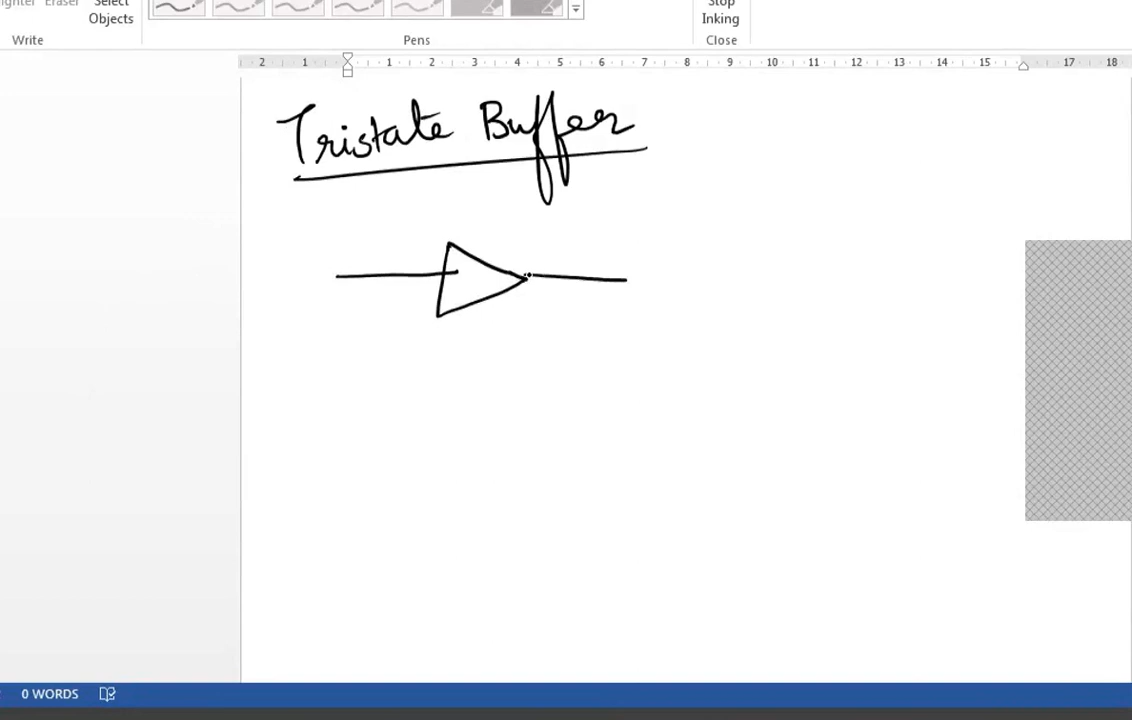 Select
Objects
Stop
Inking
Write
Pens
Close
2 1 1 2 3 4 5 6 7 8 9 10 11 12 13 14 15 17 18
Tristate Buffer
0 WORDS